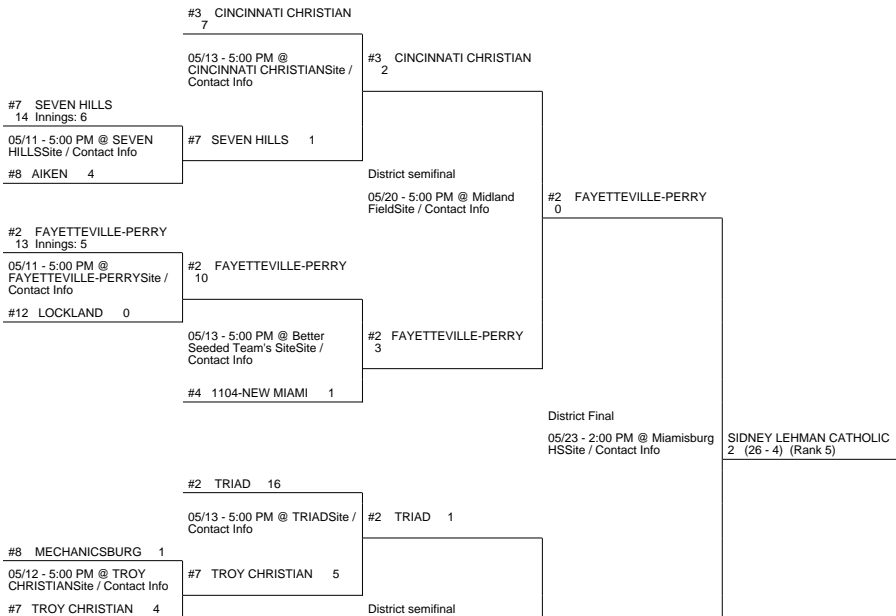 #3 CINCINNATI CHRISTIAN
7
05/13 - 5:00 PM @
CINCINNATI CHRISTIANSite /
Contact Info
#3 CINCINNATI CHRISTIAN
2
#7 SEVEN HILLS
14 Innings: 6
05/11 - 5:00 PM @ SEVEN
HILLSSite / Contact Info
#7 SEVEN HILLS 1
#8 AIKEN 4
District semifinal
05/20 - 5:00 PM @ Midland
FieldSite / Contact Info
#2 FAYETTEVILLE-PERRY
0
#2 FAYETTEVILLE-PERRY
13 Innings: 5
05/11 - 5:00 PM @
FAYETTEVILLE-PERRYSite /
Contact Info
#2 FAYETTEVILLE-PERRY
10
#12 LOCKLAND 0
05/13 - 5:00 PM @ Better
Seeded Team's SiteSite /
Contact Info
#2 FAYETTEVILLE-PERRY
3
#4 1104-NEW MIAMI 1
District Final
05/23 - 2:00 PM @ Miamisburg
HSSite / Contact Info
SIDNEY LEHMAN CATHOLIC
2 (26 - 4) (Rank 5)
#2 TRIAD 16
05/13 - 5:00 PM @ TRIADSite /
Contact Info
#2 TRIAD 1
#8 MECHANICSBURG 1
05/12 - 5:00 PM @ TROY
CHRISTIANSite / Contact Info
#7 TROY CHRISTIAN 5
#7 TROY CHRISTIAN 4
District semifinal